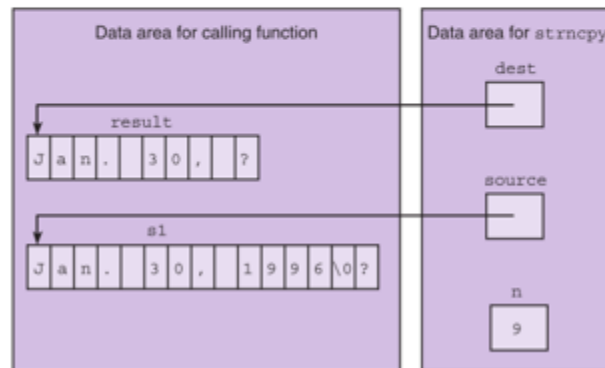 Data area for calling function
Data area for strncpy
dest
result
J a n . 3 0 , ?
source
s1
J a n . 3 0 , 1 9 9 6 \0 ?
n
9